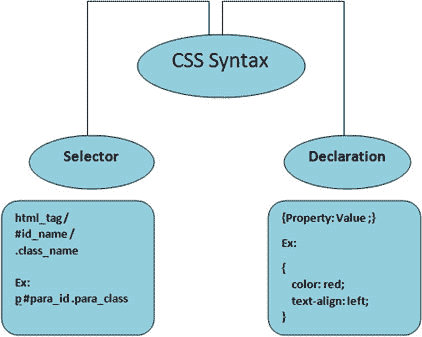 CSS Syntax
Selector
Declaration
html_tag/
#id_name /
.class_name
Ex:
p#para_id .para_class
{Property: Value ;}
Ex:
{
color: red;
text-align: left;
}